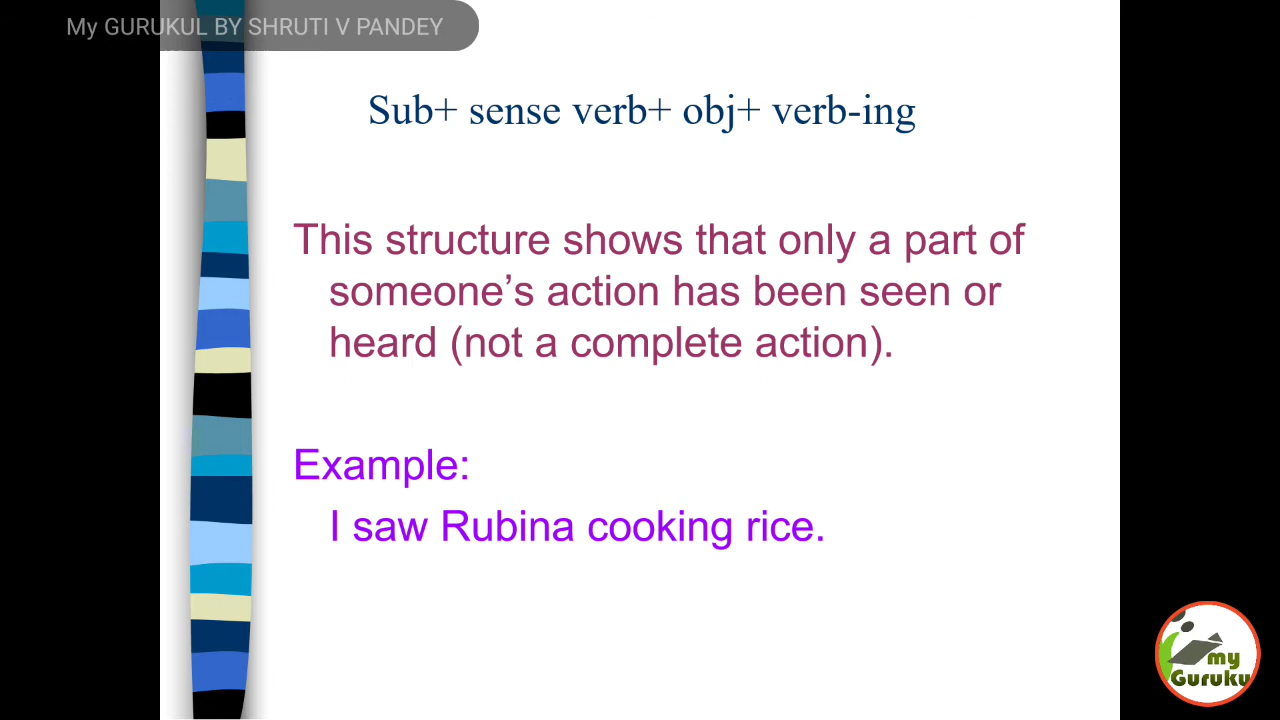 My GURUKUL BY SHRUTI V PANDEY
Sub+ sense verb+ obj+ verb-ing
This structure shows that only a part of
someone’s action has been seen or
heard (not a complete action).
Example:
I saw Rubina cooking rice.
my
Guruku